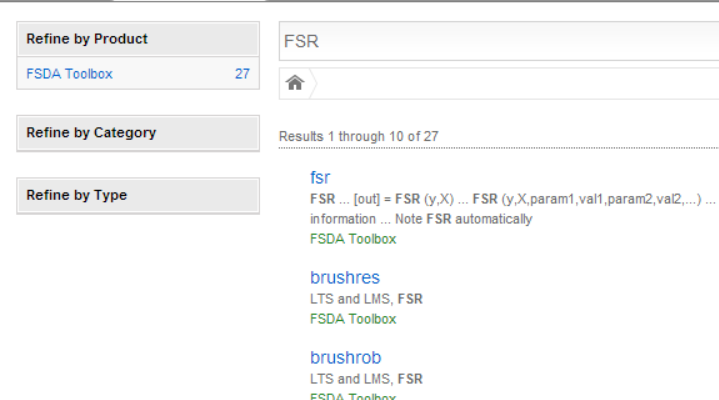 Refine by Product
FSDA Toolbox 27
Refine by Category
Refine by Type
FSR
Results 1 through 10 of 27
fsr
FSR ... [out] = FSR (y,X) ... FSR (y,X,param1,val1,param2,val2,...) ...
information ... Note FSR automatically
FSDA Toolbox
brushres
LTS and LMS, FSR
FSDA Toolbox
brushrob
LTS and LMS, FSR
FSDA Toolbox